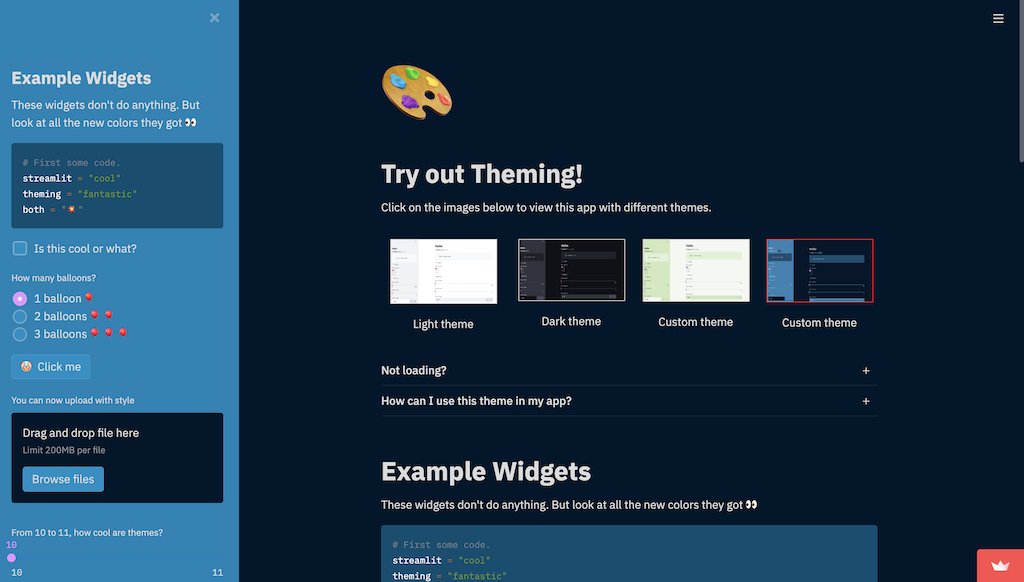 Example Widgets
These widgets don't do anything. But
look at all the new colors they got 👀
# First some code.
streamlit = "cool"
theming = "fantastic"
both = "💥"
Is this cool or what?
How many balloons?
1 balloon 🎈
2 balloons 🎈 🎈
3 balloons 🎈 🎈 🎈
Click me
You can now upload with style
Drag and drop file here
Limit 200MB per file
Browse files
From 10 to 11, how cool are themes?
10
10 11
Try out Theming!
Click on the images below to view this app with different themes.
Light theme
Dark theme
Custom theme
Custom theme
Not loading? +
How can I use this theme in my app? +
Example Widgets
These widgets don't do anything. But look at all the new colors they got 👀
# First some code.
streamlit = "cool"
theming = "fantastic"